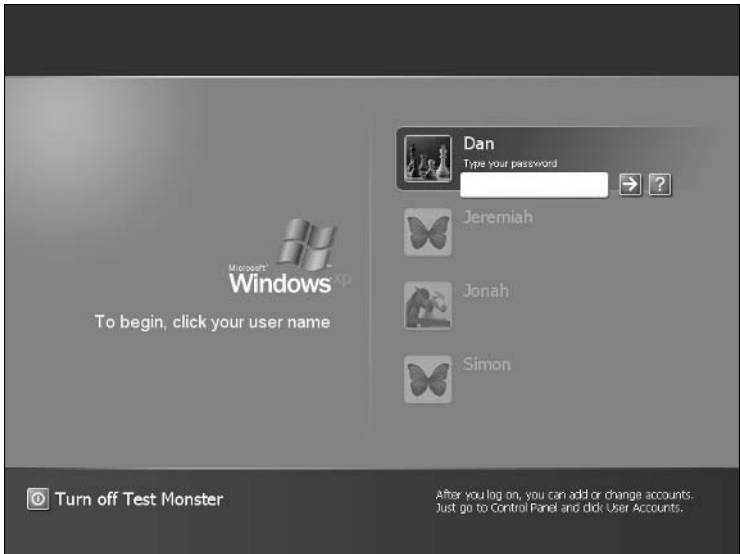 Dan
Type your password
?
Jeremiah
Jonah
Simon
Microsoft
Windows xp
To begin, click your user name
Turn off Test Monster
After you log on, you can add or change accounts.
Just go to Control Panel and click User Accounts.